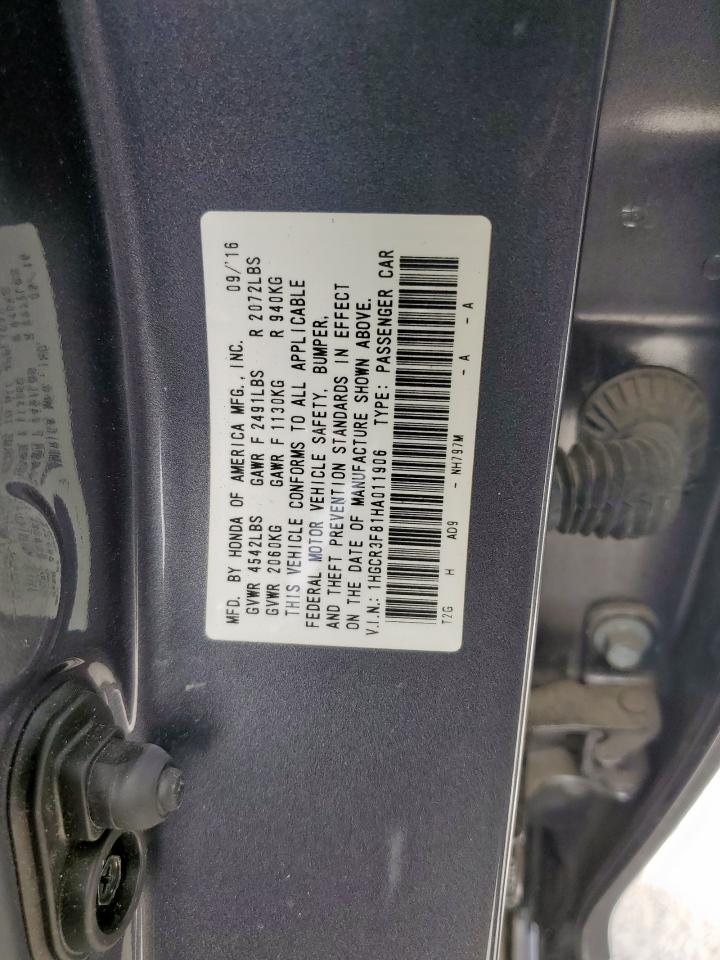 MFD. BY HONDA OF AMERICA MFG., INC. 09/'16
GVWR 4542LBS GAWR F 2491LBS R 2072LBS
GVWR 2060KG GAWR F 1130KG R 940KG
THIS VEHICLE CONFORMS TO ALL APPLICABLE
FEDERAL MOTOR VEHICLE SAFETY, BUMPER,
AND THEFT PREVENTION STANDARDS IN EFFECT
ON THE DATE OF MANUFACTURE SHOWN ABOVE.
V.I.N.: 1HGCR3F81HA011906 TYPE: PASSENGER CAR
T2G H AD9 - NH797M - A - A